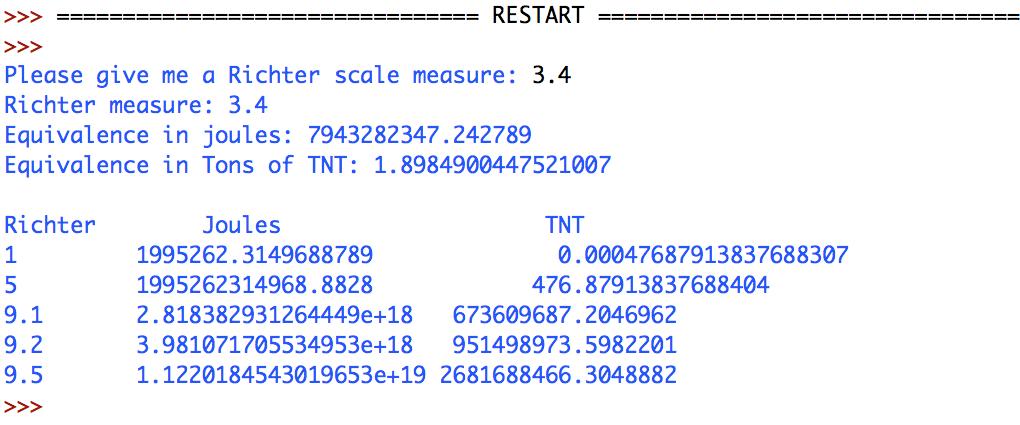 >>> ================================ RESTART ================================
>>>
Please give me a Richter scale measure: 3.4
Richter measure: 3.4
Equivalence in joules: 7943282347.242789
Equivalence in Tons of TNT: 1.8984900447521007
Richter Joules TNT
1 1995262.3149688789 0.00047687913837688307
5 1995262314968.8828 476.87913837688404
9.1 2.818382931264449e+18 673609687.2046962
9.2 3.981071705534953e+18 951498973.5982201
9.5 1.1220184543019653e+19 2681688466.3048882
>>>